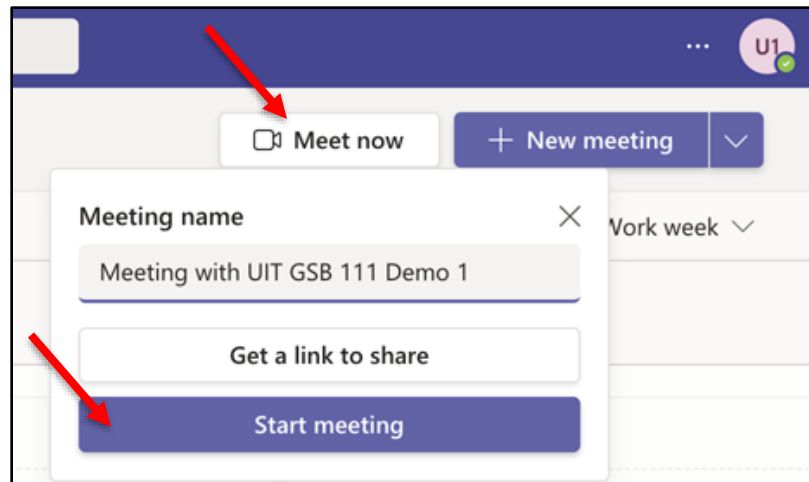 ... U1
Meet now + New meeting
Meeting name
Work week
Meeting with UIT GSB 111 Demo 1
Get a link to share
Start meeting